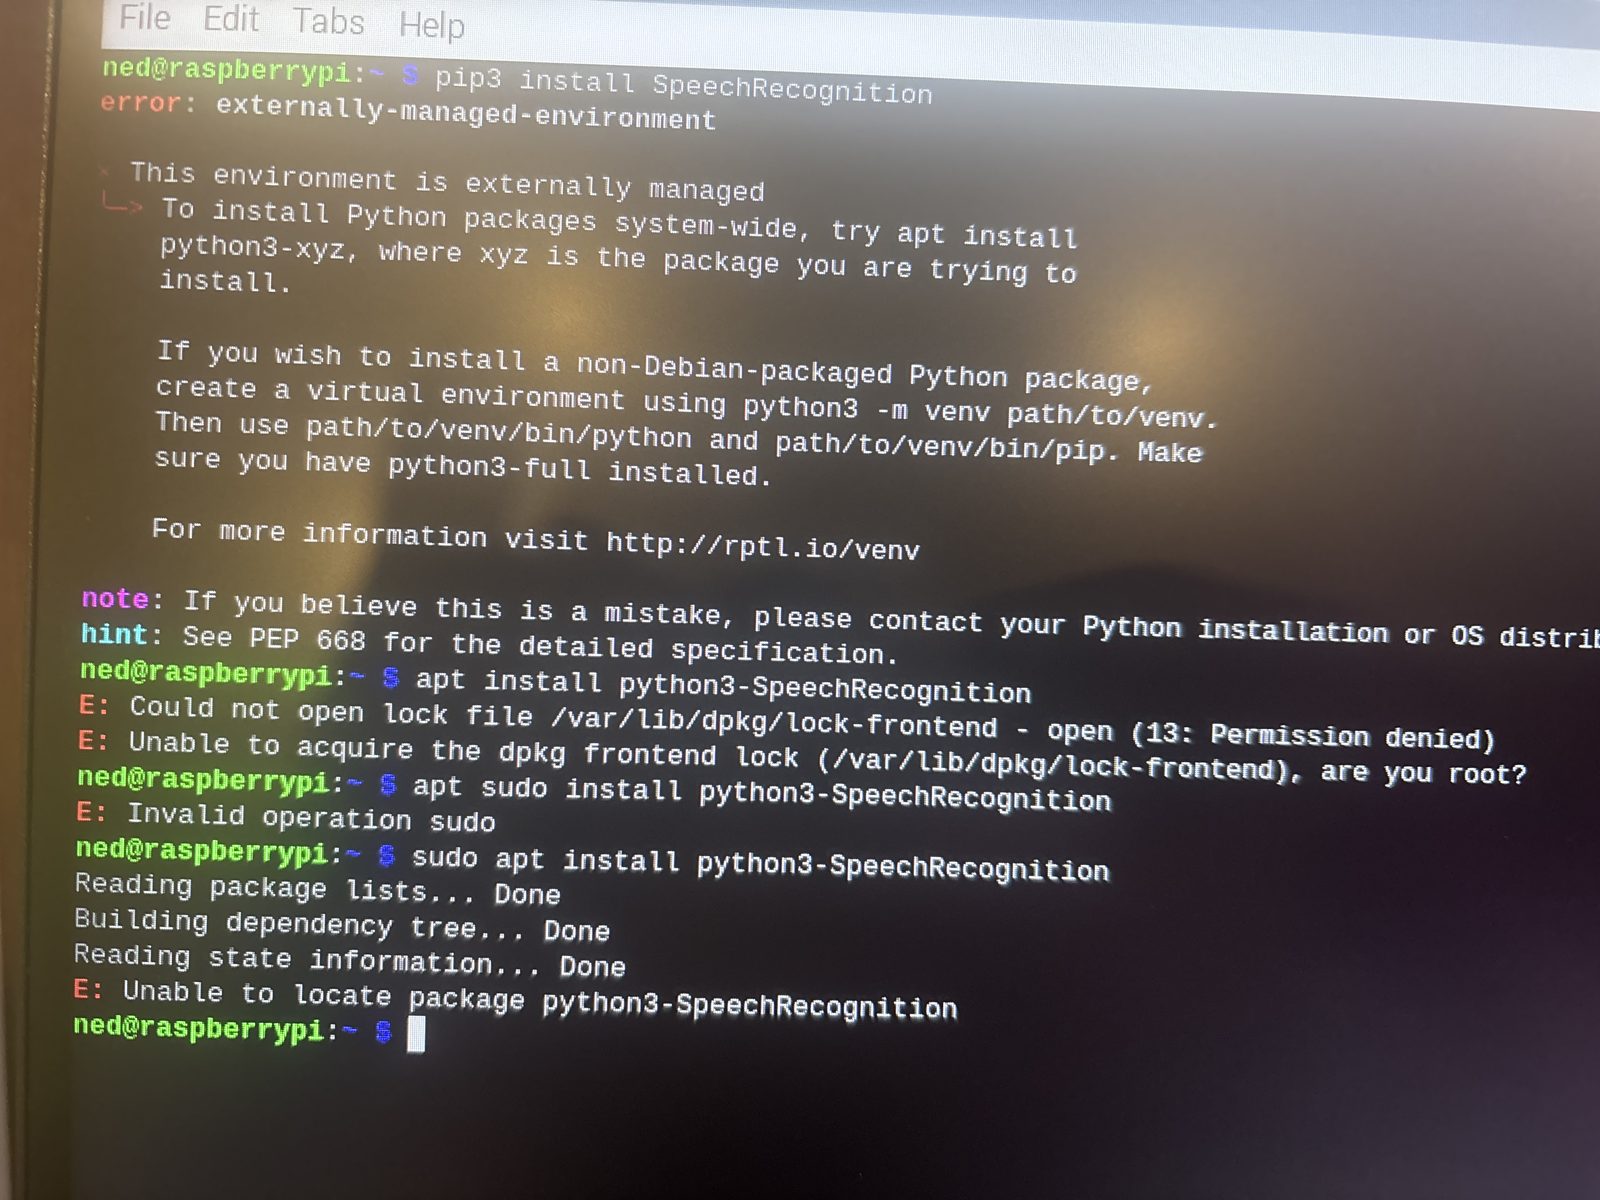 File Edit Tabs Help
ned@raspberrypi:~ $ pip3 install SpeechRecognition
error: externally-managed-environment
× This environment is externally managed
╰─> To install Python packages system-wide, try apt install
python3-xyz, where xyz is the package you are trying to
install.
If you wish to install a non-Debian-packaged Python package,
create a virtual environment using python3 -m venv path/to/venv.
Then use path/to/venv/bin/python and path/to/venv/bin/pip. Make
sure you have python3-full installed.
For more information visit http://rptl.io/venv
note: If you believe this is a mistake, please contact your Python installation or OS distrib
hint: See PEP 668 for the detailed specification.
ned@raspberrypi:~ $ apt install python3-SpeechRecognition
E: Could not open lock file /var/lib/dpkg/lock-frontend - open (13: Permission denied)
E: Unable to acquire the dpkg frontend lock (/var/lib/dpkg/lock-frontend), are you root?
ned@raspberrypi:~ $ apt sudo install python3-SpeechRecognition
E: Invalid operation sudo
ned@raspberrypi:~ $ sudo apt install python3-SpeechRecognition
Reading package lists... Done
Building dependency tree... Done
Reading state information... Done
E: Unable to locate package python3-SpeechRecognition
ned@raspberrypi:~ $